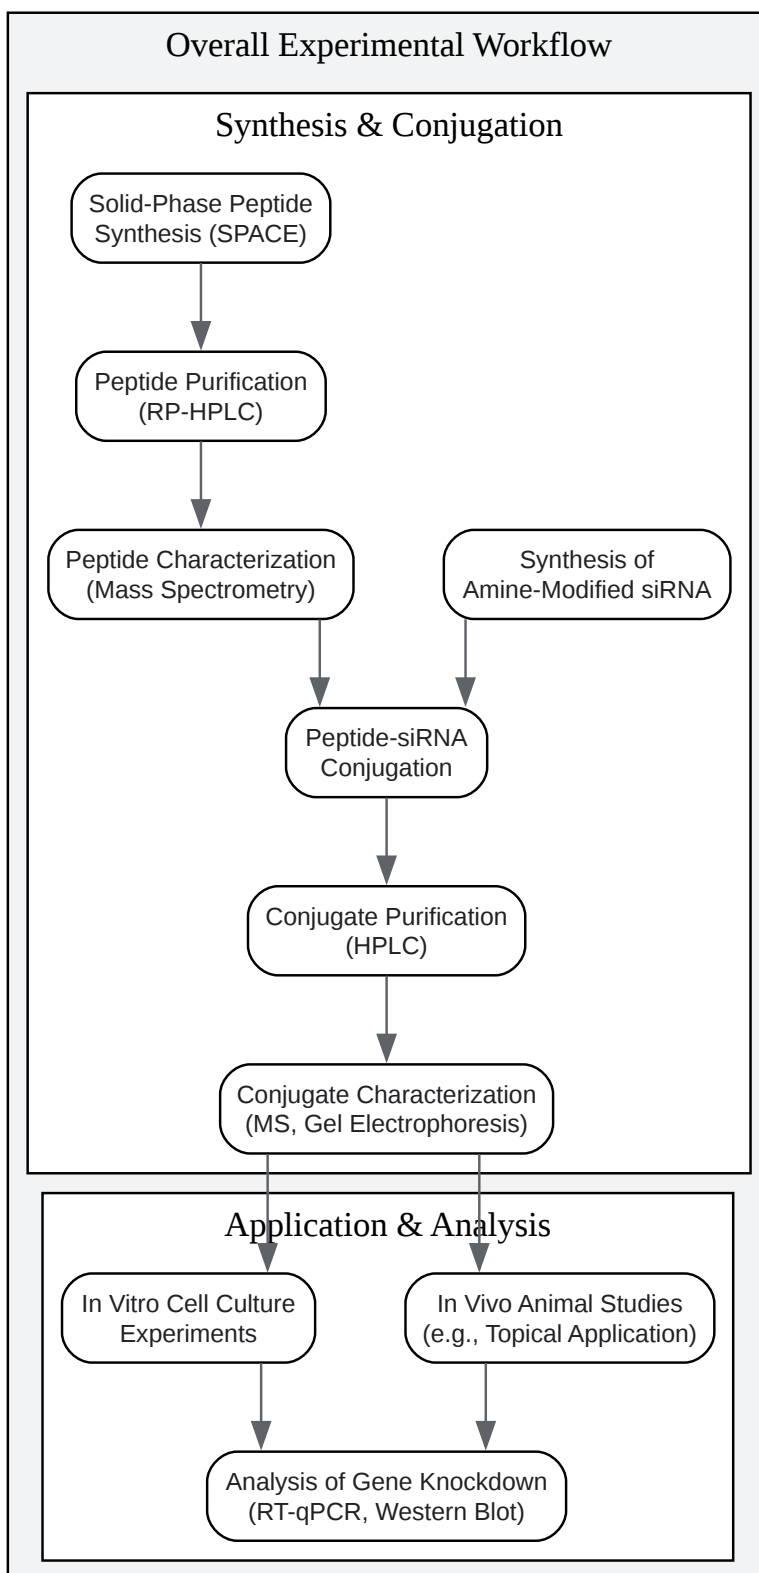 Overall Experimental Workflow
Synthesis & Conjugation
Solid-Phase Peptide
Synthesis (SPACE)
Peptide Purification
(RP-HPLC)
Peptide Characterization
(Mass Spectrometry)
Synthesis of
Amine-Modified siRNA
Peptide-siRNA
Conjugation
Conjugate Purification
(HPLC)
Conjugate Characterization
(MS, Gel Electrophoresis)
Application & Analysis
In Vitro Cell Culture
Experiments
In Vivo Animal Studies
(e.g., Topical Application)
Analysis of Gene Knockdown
(RT-qPCR, Western Blot)